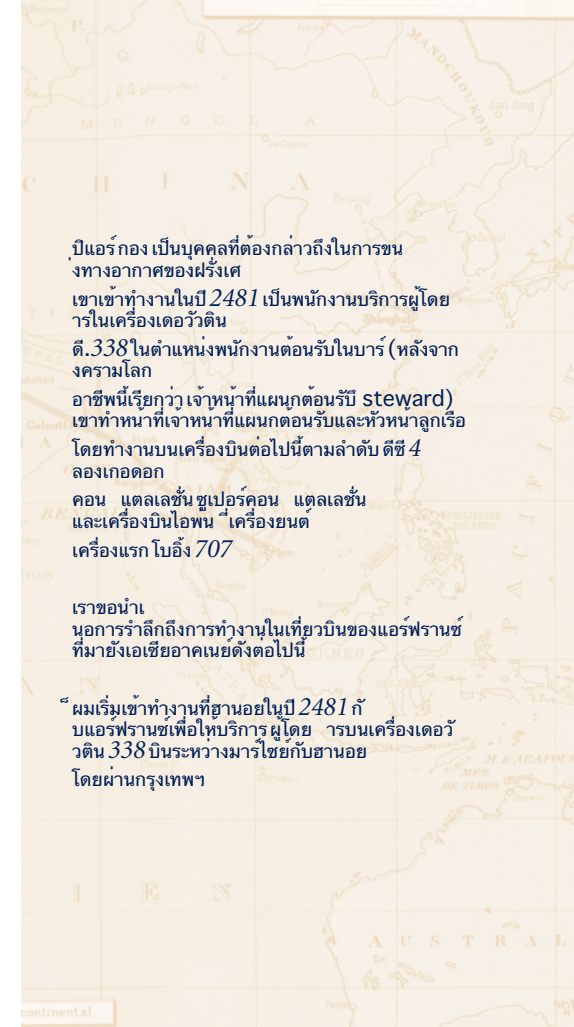 ปิแอร์ กอง เป็นบุคคลที่ต้องกล่าวถึงในการขน
่งทางอากาศของฝรั่งเศ
เขาเข้าทำงานในปี 2481 เป็นพนักงานบริการผู้โดย
ารในเครื่องเดอวัวติน
ดี.338 ในตำแหน่งพนักงานต้อนรับในบาร์ (หลังจาก
งครามโลก
อาชีพนี้เรียกว่า เจ้าหน้าที่แผนกต้อนรับี steward)
เขาทำหน้าที่เจ้าหน้าที่แผนกต้อนรับและหัวหน้าลูกเรือ
โดยทำงานบนเครื่องบินต่อไปนี้ตามลำดับ ดีซี 4
ลองเกอดอก
คอน แตลเลชั่น ซูเปอร์คอน แตลเลชั่น
และเครื่องบินไอพ่น ี่เครื่องยนต์
เครื่องแรก โบอิ้ง 707
เราขอนำเ
นอการรำลึกถึงการทำงานในเที่ยวบินของแอร์ฟรานซ์
ที่มายังเอเชียอาคเนย์ดังต่อไปนี้
็ ผมเริ่มเข้าทำงานที่ฮานอยในปี 2481 กั
บแอร์ฟรานซ์เพื่อให้บริการ ผู้โดย ารบนเครื่องเดอวั
วติน 338 บินระหว่างมาร์ไซย์กับฮานอย
โดยผ่านกรุงเทพฯ
M O N G O L I A
C H I N A
MANDCHOUKOUO
PHILIPPINE
ISLANDS
P A C I F I
BORNEO
MER
DE TIMOR
I E N
A U S T R A L
continental.